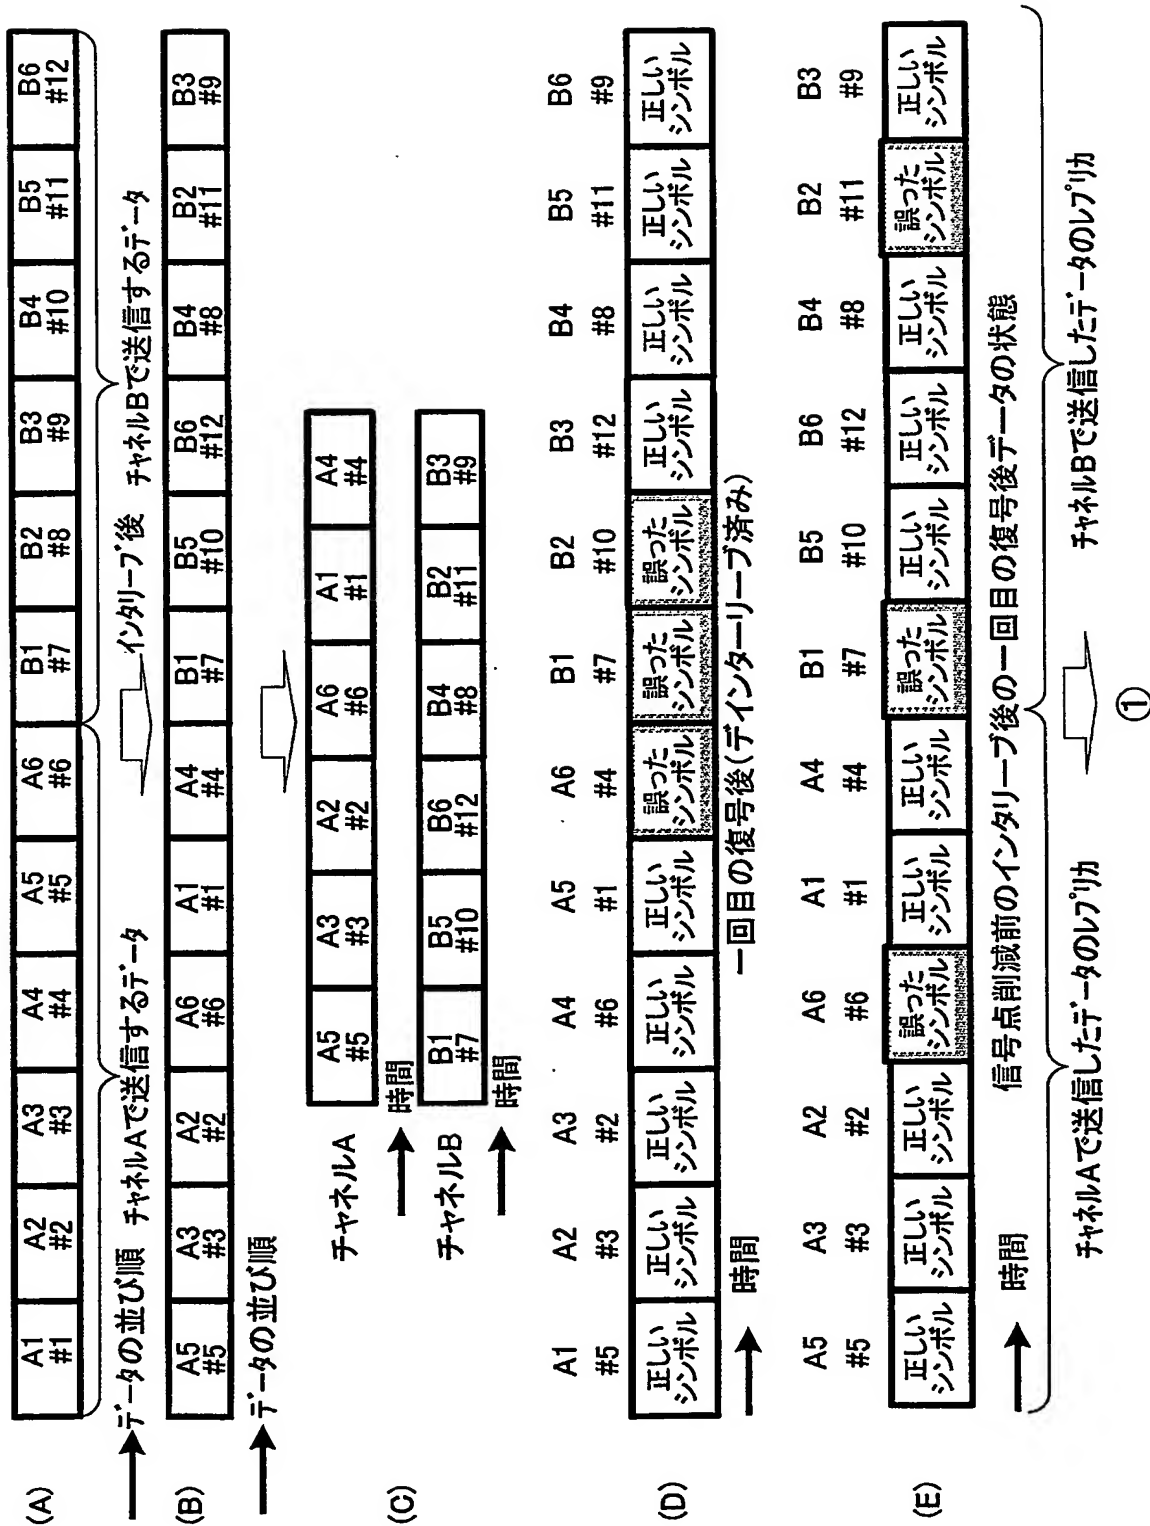 (A)
A1 A2 A3 A4 A5 A6 B1 B2 B3 B4 B5 B6
#1 #2 #3 #4 #5 #6 #7 #8 #9 #10 #11 #12
データの並び順 チャネルAで送信するデータ インタリーブ後 チャネルBで送信するデータ
(B)
A5 A3 A2 A6 A1 A4 B1 B5 B6 B4 B2 B3
#5 #3 #2 #6 #1 #4 #7 #10 #12 #8 #11 #9
データの並び順
(C)
チャネルA
A5 A3 A2 A6 A1 A4
#5 #3 #2 #6 #1 #4
時間
チャネルB
B1 B5 B6 B4 B2 B3
#7 #10 #12 #8 #11 #9
時間
(D)
A1 A2 A3 A4 A5 A6 B1 B2 B3 B4 B5 B6
#5 #3 #2 #6 #1 #4 #7 #10 #12 #8 #11 #9
正しい 正しい 正しい 正しい 正しい 誤った 誤った 誤った 正しい 正しい 正しい 正しい
シンボル シンボル シンボル シンボル シンボル シンボル シンボル シンボル シンボル シンボル シンボル シンボル
時間 一回目の復号後(デインターリーブ済み)
(E)
A5 A3 A2 A6 A1 A4 B1 B5 B6 B4 B2 B3
#5 #3 #2 #6 #1 #4 #7 #10 #12 #8 #11 #9
正しい 正しい 正しい 誤った 正しい 正しい 誤った 正しい 正しい 正しい 誤った 正しい
シンボル シンボル シンボル シンボル シンボル シンボル シンボル シンボル シンボル シンボル シンボル シンボル
時間 信号点削減前のインタリーブ後の一回目の復号後データの状態
チャネルAで送信したデータのレプリカ チャネルBで送信したデータのレプリカ
①